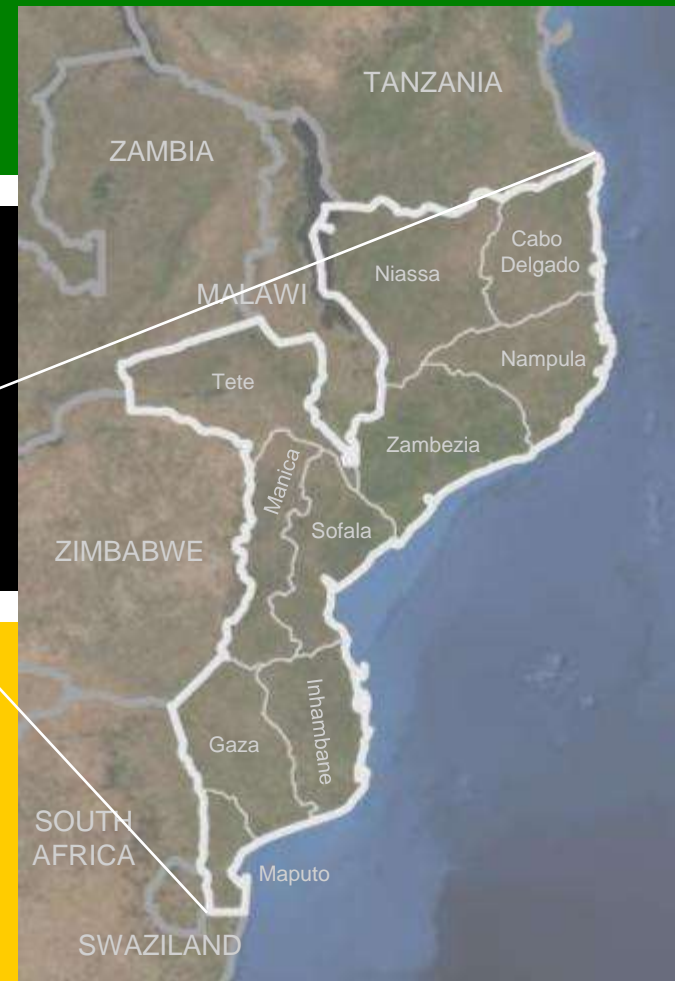 TANZANIA
ZAMBIA
Cabo
Delgado
Niassa
MALAWI
Nampula
Tete
Zambezia
Manica
Sofala
ZIMBABWE
Inhambane
Gaza
SOUTH
AFRICA
Maputo
SWAZILAND